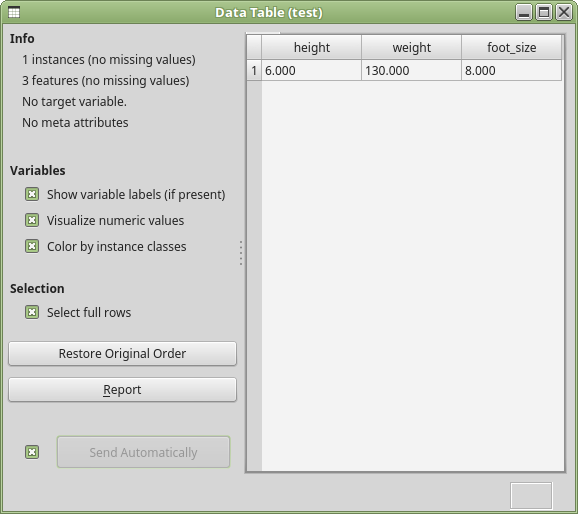 Data Table (test)
Info
1 instances (no missing values)
3 features (no missing values)
No target variable.
No meta attributes
Variables
Show variable labels (if present)
Visualize numeric values
Color by instance classes
Selection
Select full rows
Restore Original Order
Report
Send Automatically
height weight foot_size
1 6.000 130.000 8.000